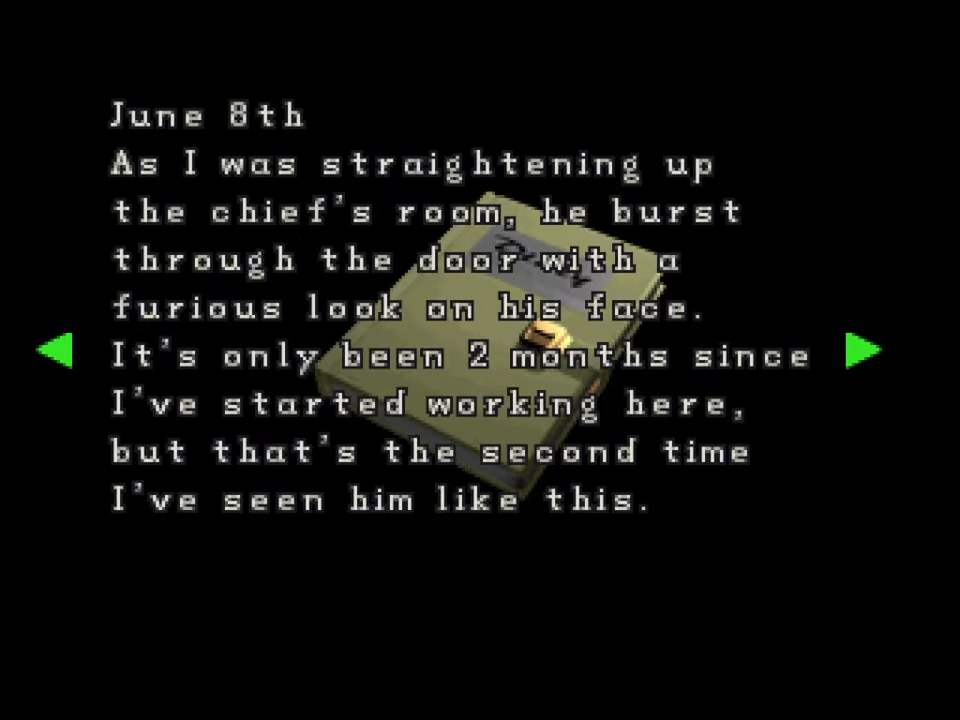 June 8th
As I was straightening up
the chief's room, he burst
through the door with a
furious look on his face.
It's only been 2 months since
I've started working here,
but that's the second time
I've seen him like this.